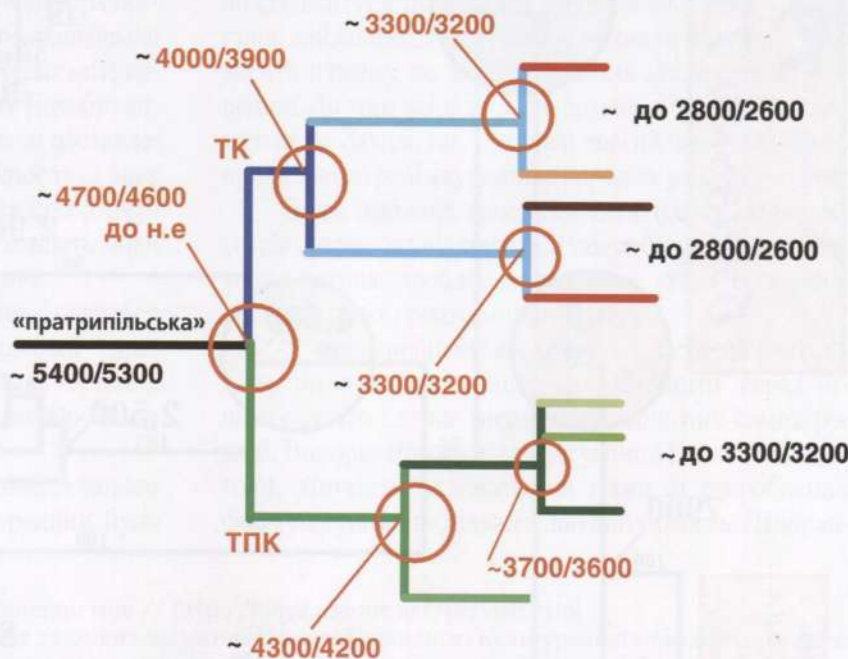 ~ 3300/3200
~ 4000/3900
~ до 2800/2600
ТК
~ 4700/4600
до н.е
~ до 2800/2600
«пратрипільська»
~ 5400/5300
~ 3300/3200
~ до 3300/3200
ТПК
~3700/3600
~ 4300/4200